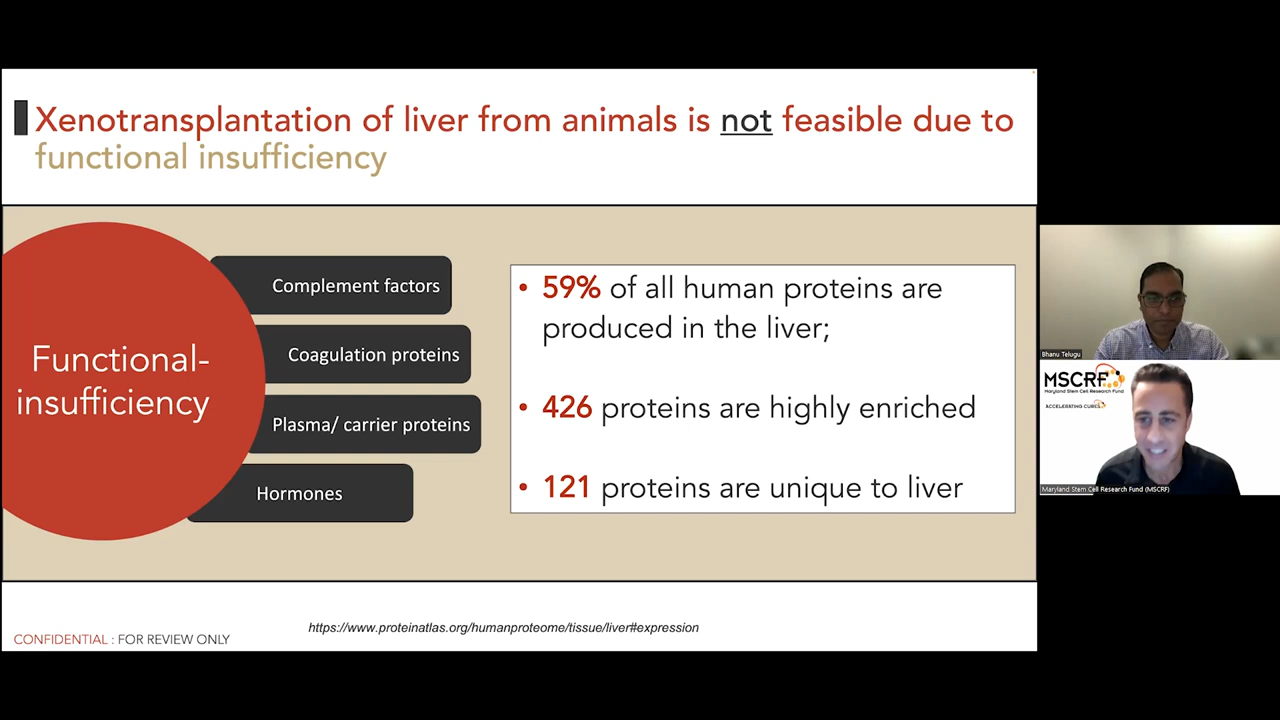 Xenotransplantation of liver from animals is not feasible due to
functional insufficiency
Functional-
insufficiency
Complement factors
Coagulation proteins
Plasma/ carrier proteins
Hormones
• 59% of all human proteins are
produced in the liver;
• 426 proteins are highly enriched
• 121 proteins are unique to liver
https://www.proteinatlas.org/humanproteome/tissue/liver#expression
CONFIDENTIAL : FOR REVIEW ONLY
Bhanu Telugu
MSCRF
Maryland Stem Cell Research Fund
ACCELERATING CURES
Maryland Stem Cell Research Fund (MSCRF)